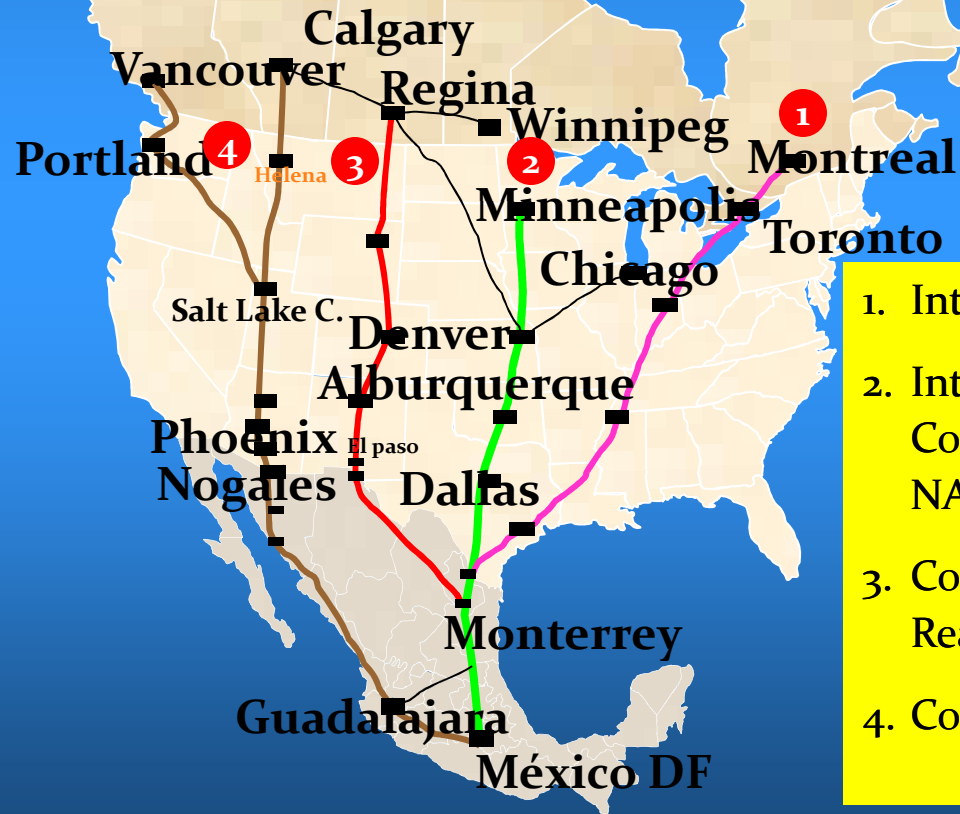 Calgary
Vancouver
Regina
Winnipeg
1
Portland
4
3
2
Montreal
Helena
Minneapolis
Toronto
Chicago
Salt Lake C.
Denver
Alburquerque
Phoenix
El paso
Nogales
Dallas
Monterrey
Guadalajara
México DF
1. Int
2. Int
Co
NA
3. Co
Rea
4. Co